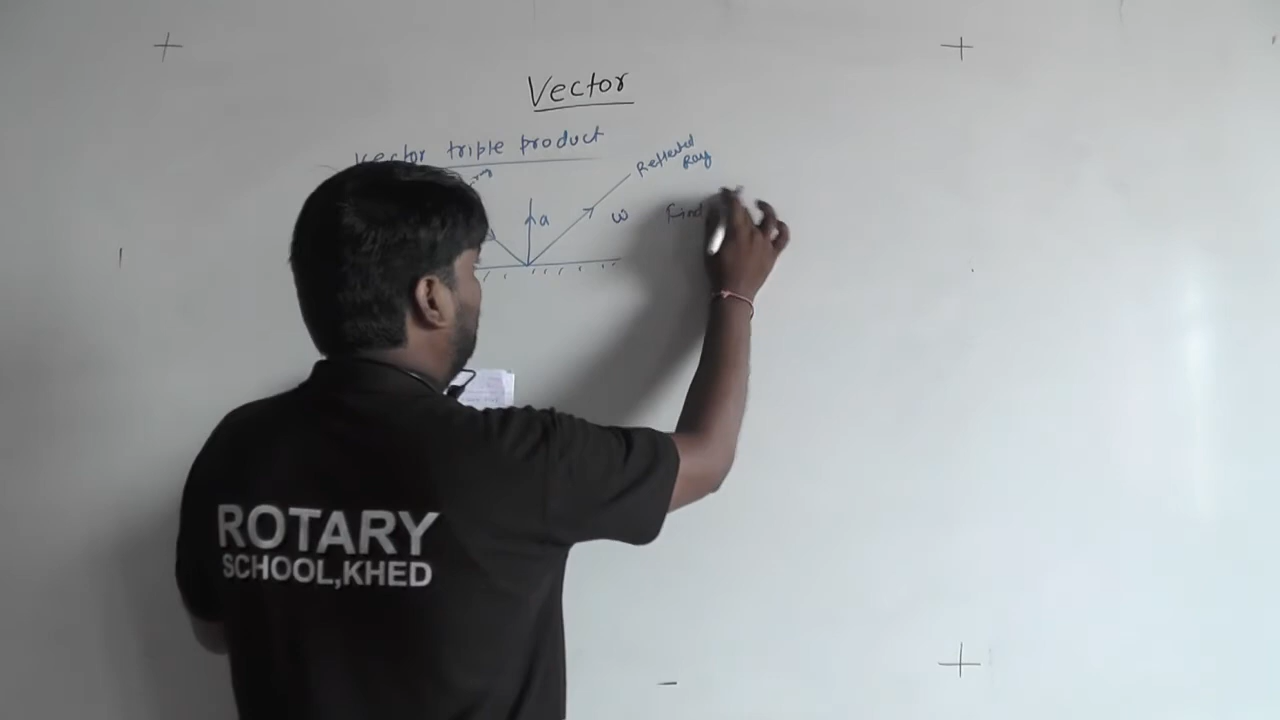 Vector
Vector triple product
Reflected
Ray
a
w
Find
ROTARY
SCHOOL,KHED